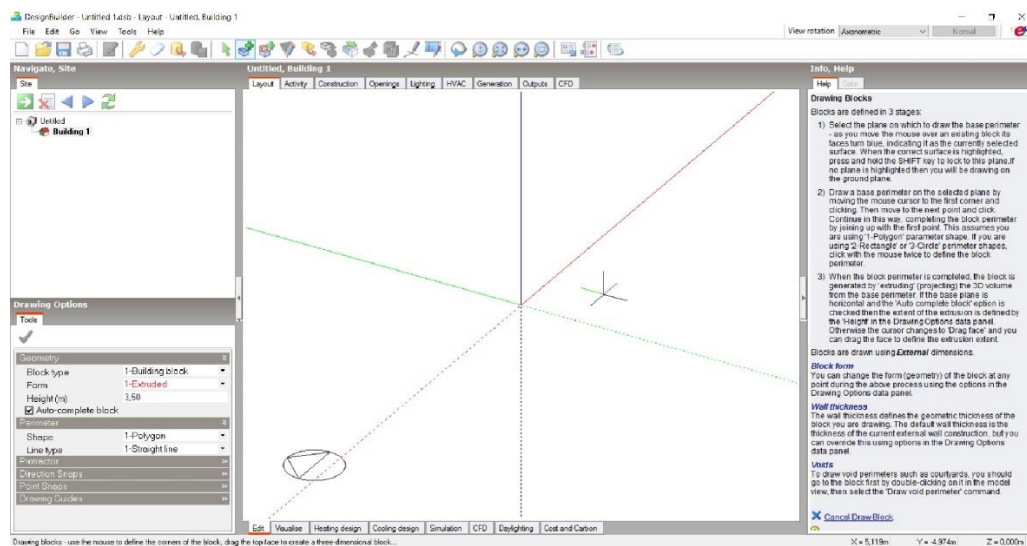 DesignBuilder - Untitled 1.dsb - Layout - Untitled, Building 1
File Edit Go View Tools Help
View rotation Axonometric Normal
Navigate, Site
Site
Untitled
Building 1
Untitled, Building 1
Layout Activity Construction Openings Lighting HVAC Generation Outputs CFD
Drawing Options
Tools
Geometry
Block type 1-Building block
Form 1-Extruded
Height (m) 3,50
Auto-complete block
Perimeter
Shape 1-Polygon
Line type 1-Straight line
Protractor
Direction Snaps
Point Snaps
Drawing Guides
Edit Visualise Heating design Cooling design Simulation CFD Daylighting Cost and Carbon
Info, Help
Help Data
Drawing Blocks
Blocks are defined in 3 stages:
1) Select the plane on which to draw the base perimeter
- as you move the mouse over an existing block its
faces turn blue, indicating it as the currently selected
surface. When the correct surface is highlighted,
press and hold the SHIFT key to lock to this plane.If
no plane is highlighted then you will be drawing on
the ground plane.
2) Draw a base perimeter on the selected plane by
moving the mouse cursor to the first corner and
clicking. Then move to the next point and click.
Continue in this way, completing the block perimeter
by joining up with the first point. This assumes you
are using '1-Polygon' parameter shape. If you are
using '2-Rectangle' or '3-Circle' perimeter shapes,
click with the mouse twice to define the block
perimeter.
3) When the block perimeter is completed, the block is
generated by 'extruding' (projecting) the 3D volume
from the base perimeter. If the base plane is
horizontal and the 'Auto complete block' option is
checked then the extent of the extrusion is defined by
the 'Height' in the Drawing Options data panel.
Otherwise the cursor changes to 'Drag face' and you
can drag the face to define the extrusion extent.
Blocks are drawn using External dimensions.
Block form
You can change the form (geometry) of the block at any
point during the above process using the options in the
Drawing Options data panel.
Wall thickness
The wall thickness defines the geometric thickness of the
block you are drawing. The default wall thickness is the
thickness of the current external wall construction, but you
can override this using options in the Drawing Options
data panel.
Voids
To draw void perimeters such as courtyards, you should
go to the block first by double-clicking on it in the model
view, then select the 'Draw void perimeter' command.
Cancel Draw Block
Drawing blocks - use the mouse to define the corners of the block, drag the top face to create a three-dimensional block...
X = 5,119m Y = -4,974m Z = 0,000m